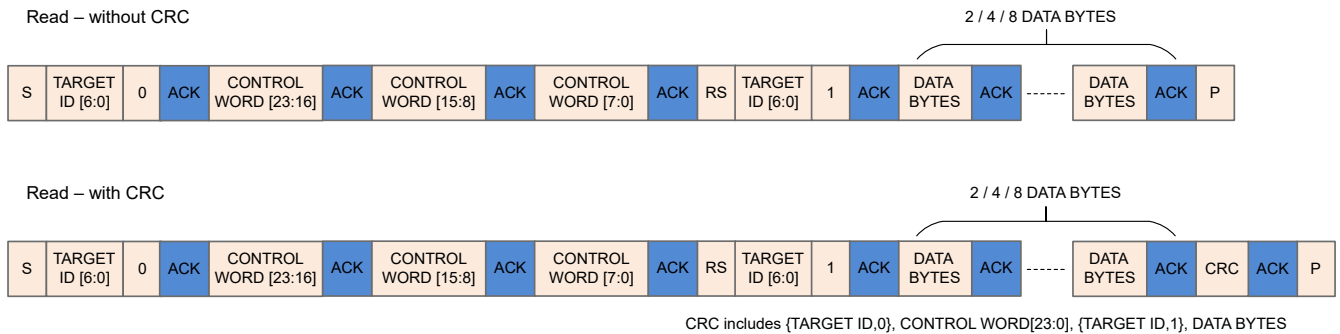 Read – without CRC
2 / 4 / 8 DATA BYTES
S TARGET ID [6:0] 0 ACK CONTROL WORD [23:16] ACK CONTROL WORD [15:8] ACK CONTROL WORD [7:0] ACK RS TARGET ID [6:0] 1 ACK DATA BYTES ACK ------ DATA BYTES ACK P
Read – with CRC
2 / 4 / 8 DATA BYTES
S TARGET ID [6:0] 0 ACK CONTROL WORD [23:16] ACK CONTROL WORD [15:8] ACK CONTROL WORD [7:0] ACK RS TARGET ID [6:0] 1 ACK DATA BYTES ACK ------ DATA BYTES ACK CRC ACK P
CRC includes {TARGET ID,0}, CONTROL WORD[23:0], {TARGET ID,1}, DATA BYTES